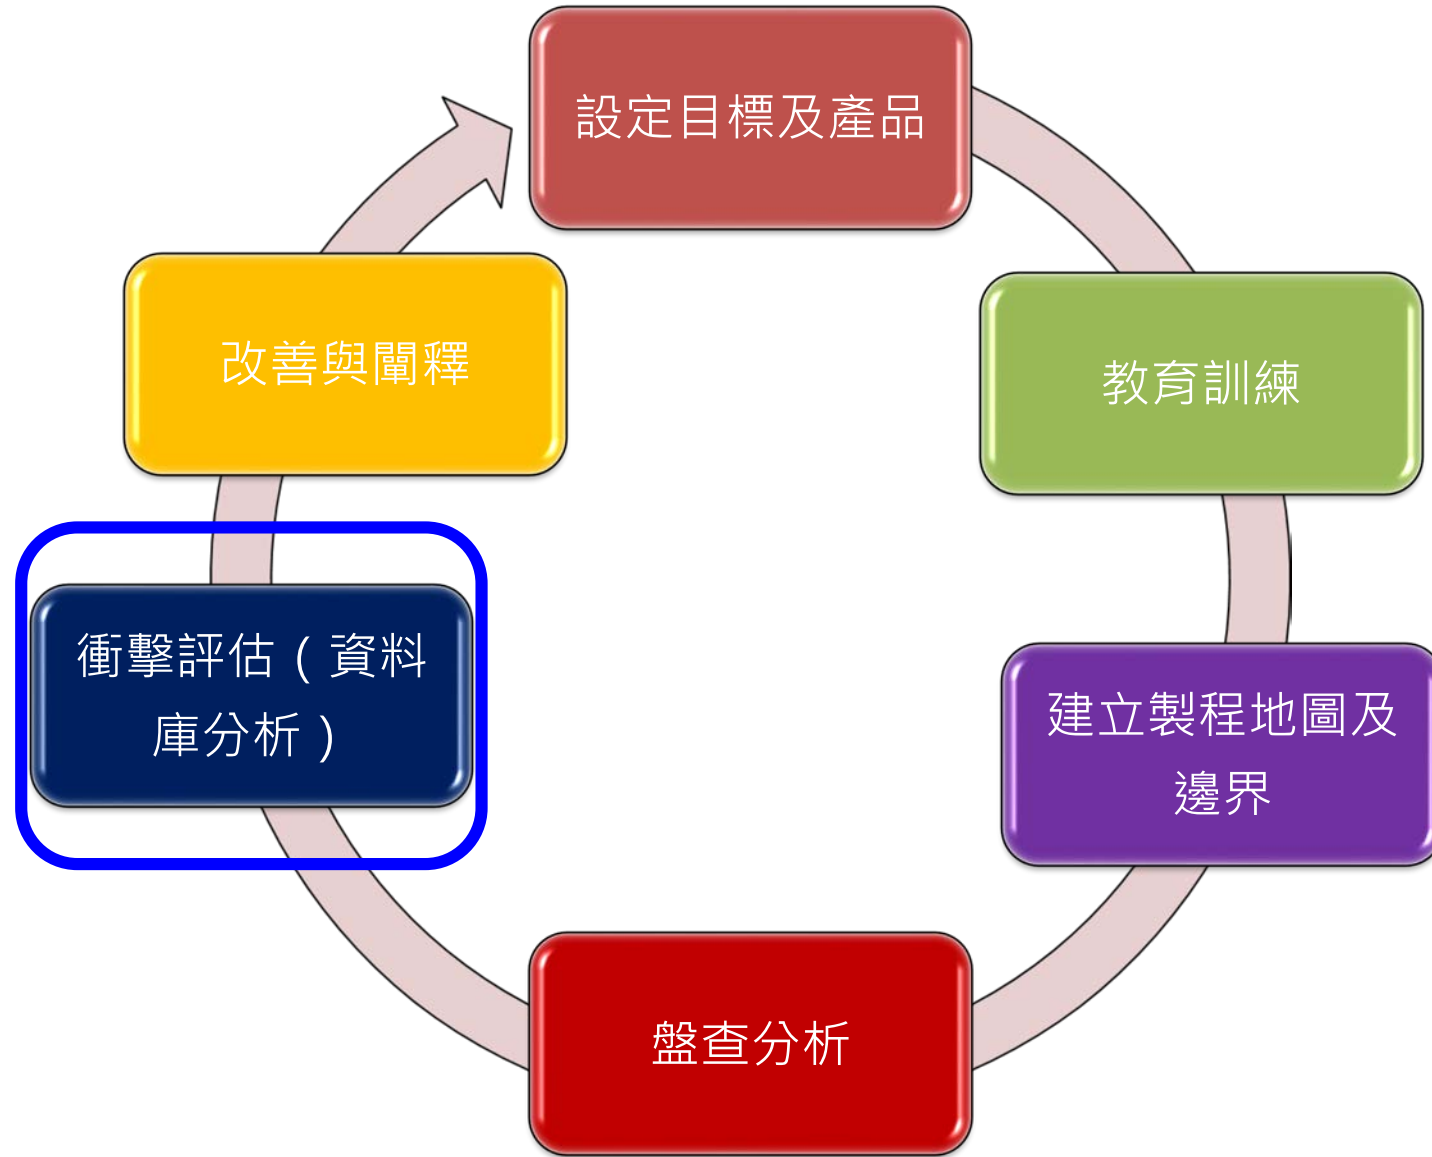 設定目標及產品
教育訓練
建立製程地圖及
邊界
盤查分析
衝擊評估（資料
庫分析）
改善與闡釋